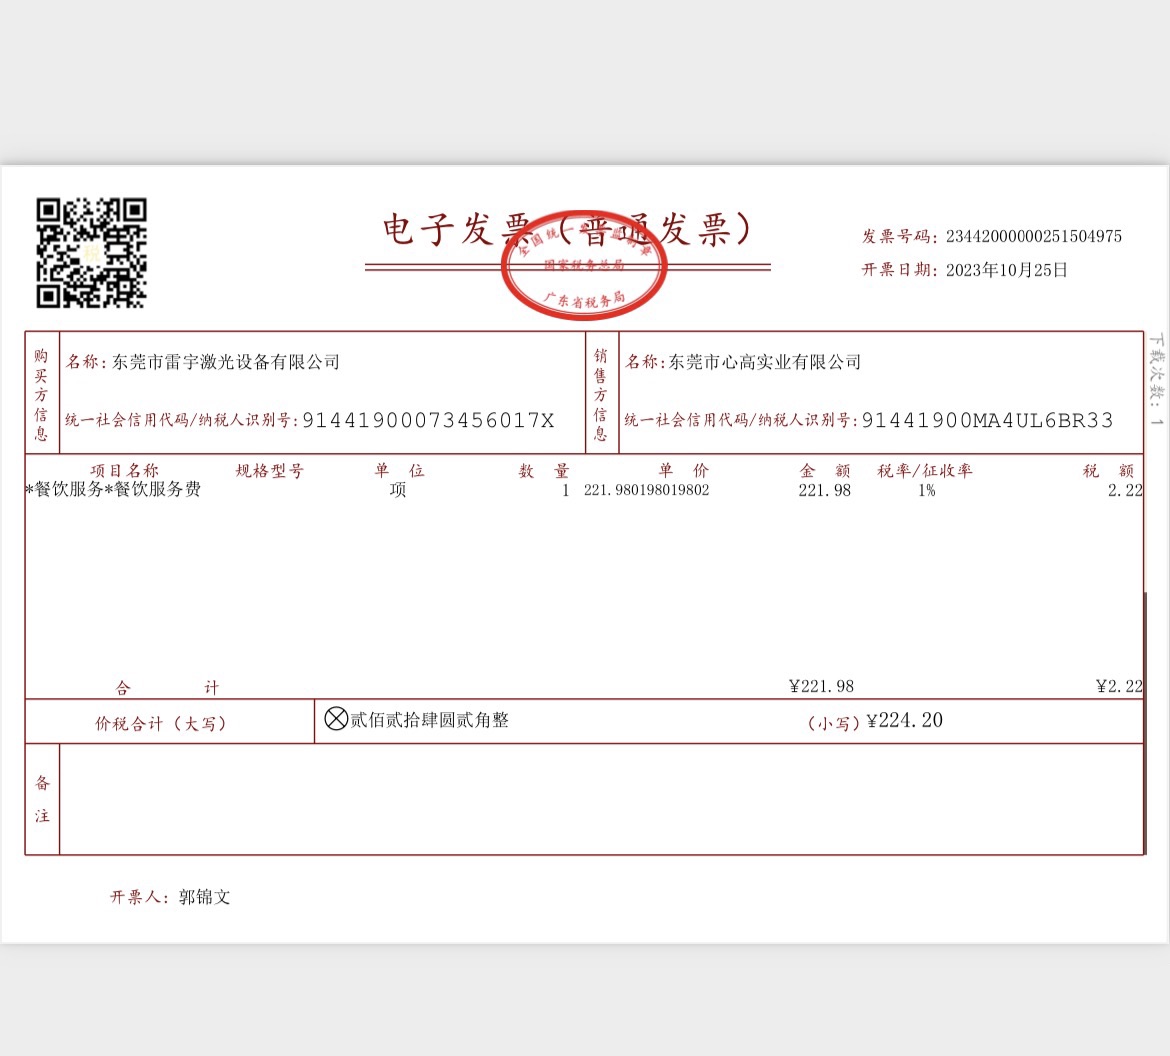 电子发票（普通发票）
全国统一发票监制章
国家税务总局
广东省税务局
发票号码：23442000000251504975
开票日期：2023年10月25日
购买方信息
名称：东莞市雷宇激光设备有限公司
统一社会信用代码/纳税人识别号：91441900073456017X
销售方信息
名称：东莞市心高实业有限公司
统一社会信用代码/纳税人识别号：91441900MA4UL6BR33
下载次数：1
项目名称 规格型号 单 位 数 量 单 价 金 额 税率/征收率 税 额
*餐饮服务*餐饮服务费 项 1 221.980198019802 221.98 1% 2.22
合 计 ¥221.98 ¥2.22
价税合计（大写） ⊗贰佰贰拾肆圆贰角整 （小写）¥224.20
备注
开票人：郭锦文